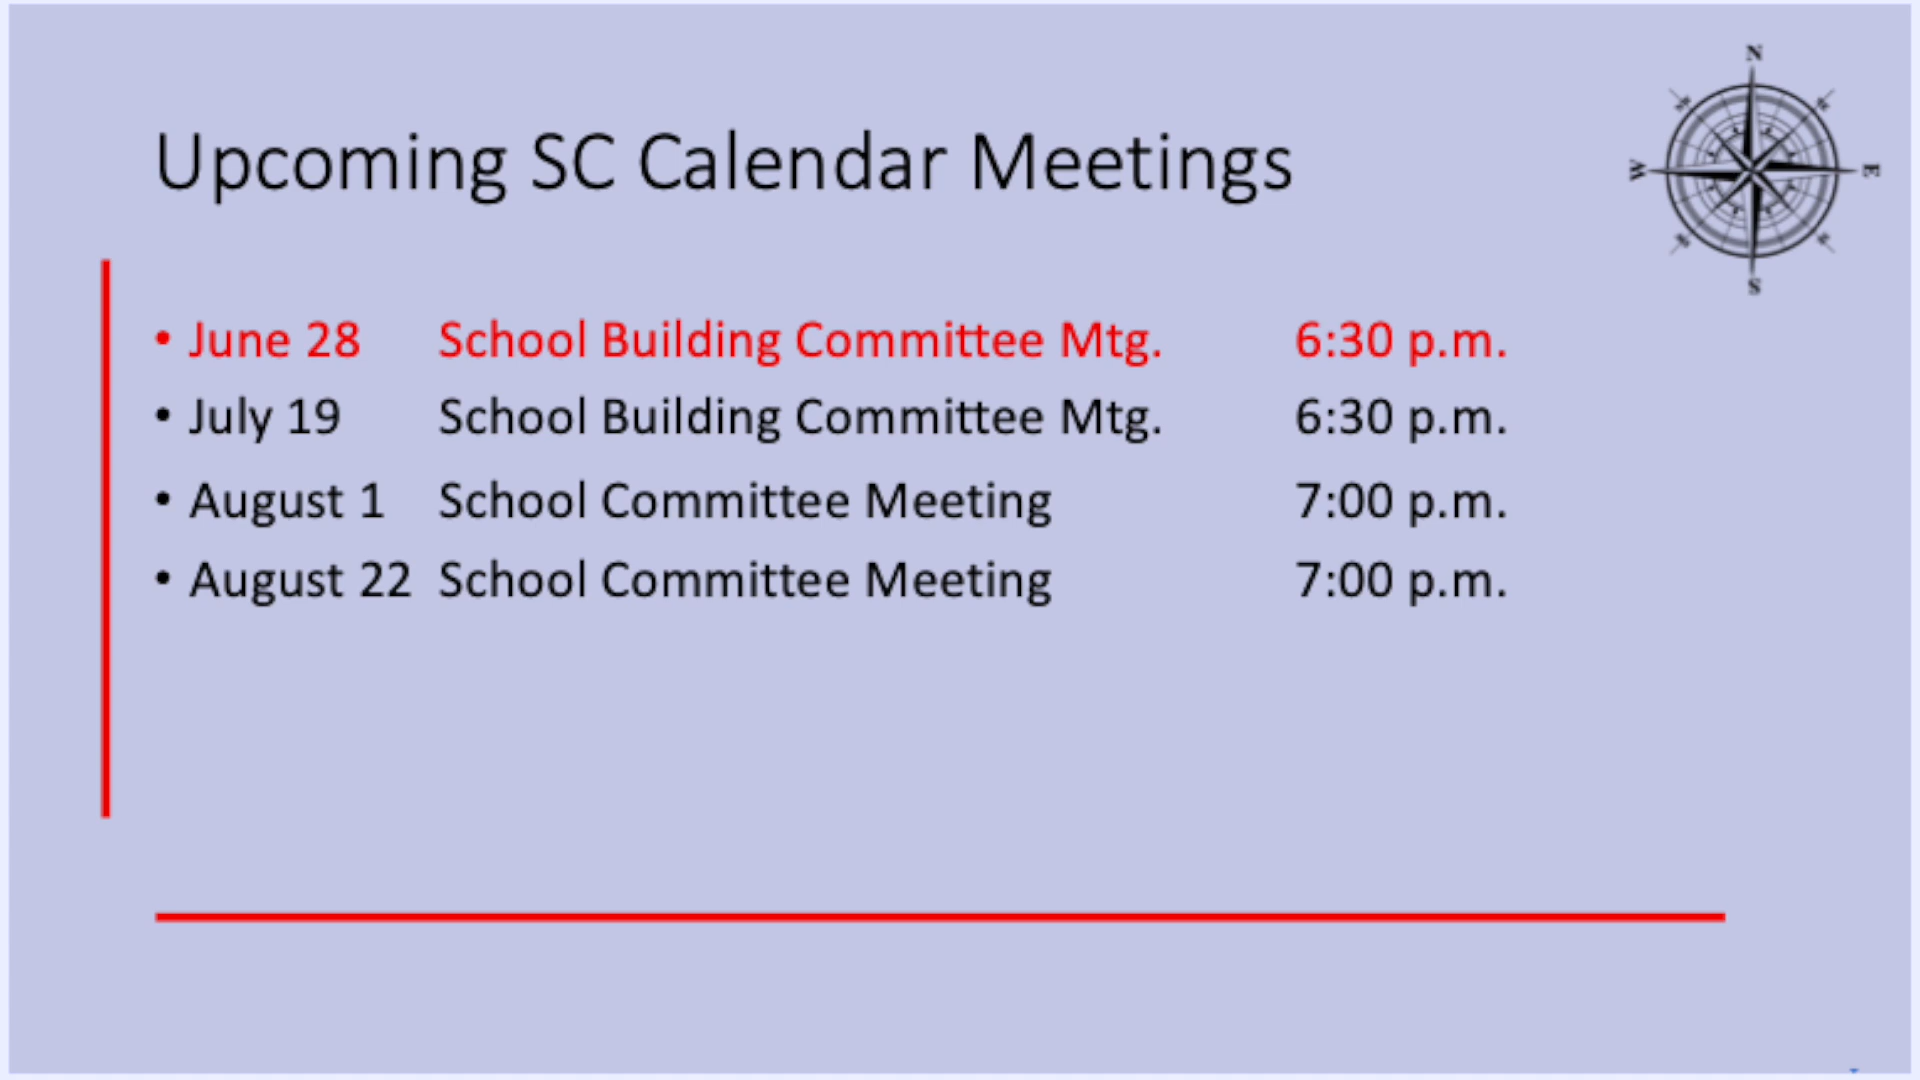 Upcoming SC Calendar Meetings
N
W
E
S
• June 28 School Building Committee Mtg. 6:30 p.m.
• July 19 School Building Committee Mtg. 6:30 p.m.
• August 1 School Committee Meeting 7:00 p.m.
• August 22 School Committee Meeting 7:00 p.m.